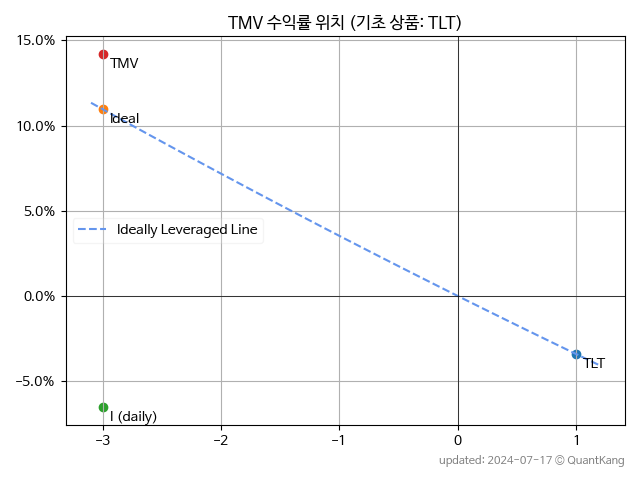 TMV 수익률 위치 (기초 상품: TLT)
15.0%
TMV
Ideal
10.0%
5.0%
Ideally Leveraged Line
0.0%
TLT
−5.0%
I (daily)
−3
−2
−1
0
1
updated: 2024-07-17 © QuantKang